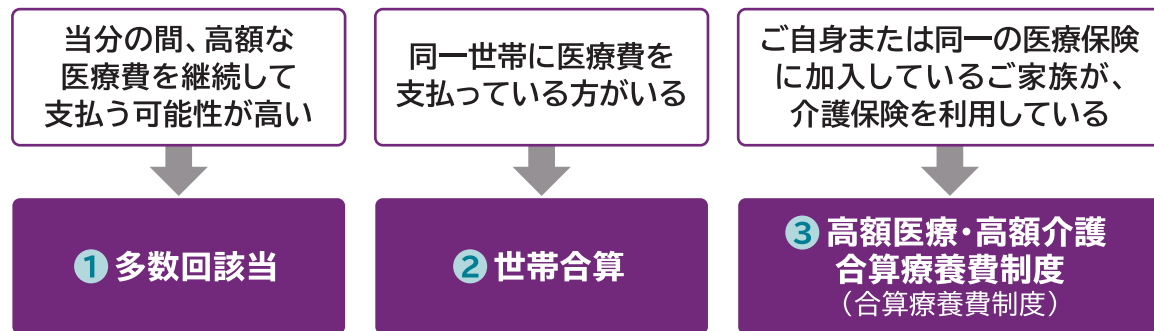 当分の間、高額な
医療費を継続して
支払う可能性が高い
同一世帯に医療費を
支払っている方がいる
ご自身または同一の医療保険
に加入しているご家族が、
介護保険を利用している
1 多数回該当
2 世帯合算
3 高額医療・高額介護
合算療養費制度
（合算療養費制度）